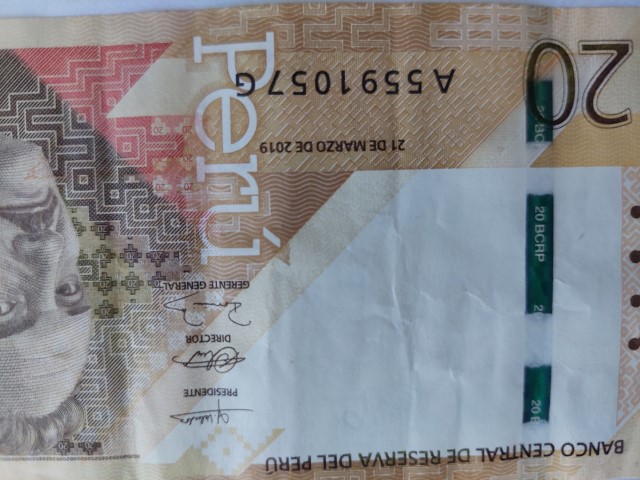 BANCO CENTRAL DE RESERVA DEL PERÚ
PRESIDENTE
DIRECTOR
GERENTE GENERAL
20 BCRP
Perú
21 DE MARZO DE 2019
A5591057G
20